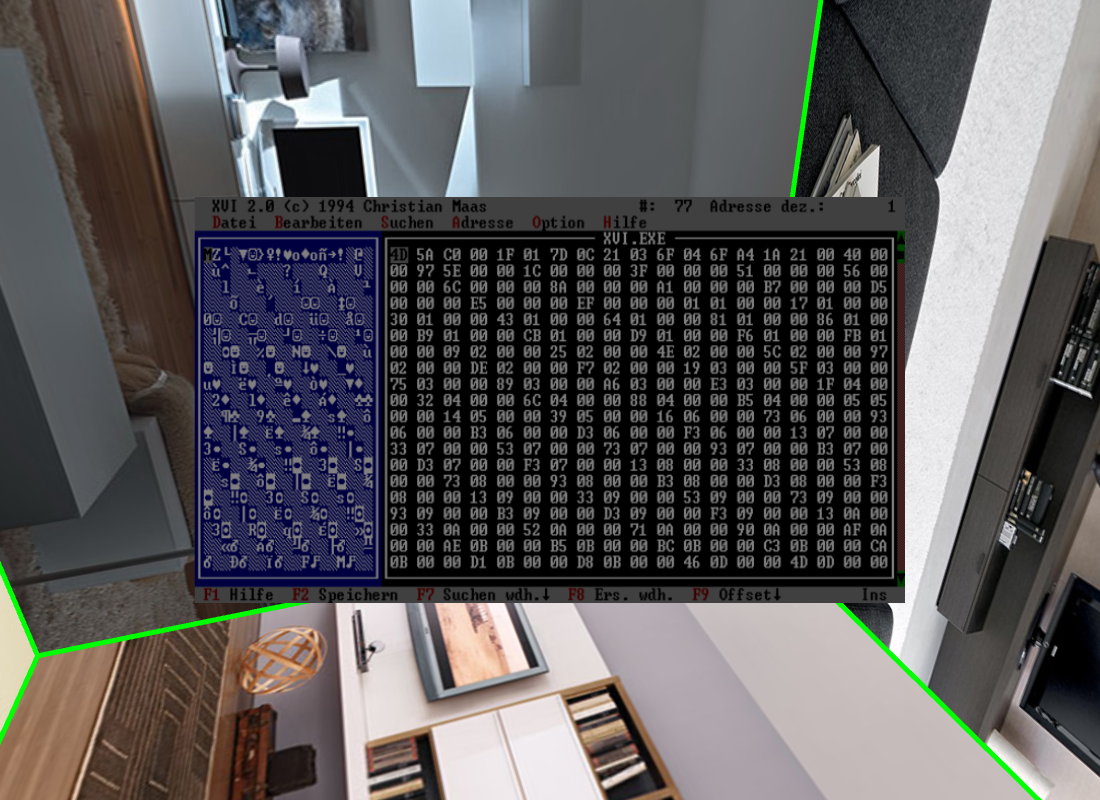 XVI 2.0 (c) 1994 Christian Maas #: 77 Adresse dez.: 1
Datei Bearbeiten Suchen Adresse Option Hilfe
XVI.EXE
4D 5A C0 00 1F 01 7D 0C 21 03 6F 04 6F A4 1A 21 00 40 00
00 97 5E 00 00 1C 00 00 00 3F 00 00 00 51 00 00 00 56 00
00 00 6C 00 00 00 8A 00 00 00 A1 00 00 00 B7 00 00 00 D5
00 00 00 E5 00 00 00 EF 00 00 00 01 01 00 00 17 01 00 00
30 01 00 00 43 01 00 00 64 01 00 00 81 01 00 00 86 01 00
00 B9 01 00 00 CB 01 00 00 D9 01 00 00 F6 01 00 00 FB 01
00 00 09 02 00 00 25 02 00 00 4E 02 00 00 5C 02 00 00 97
02 00 00 DE 02 00 00 F7 02 00 00 19 03 00 00 5F 03 00 00
75 03 00 00 89 03 00 00 A6 03 00 00 E3 03 00 00 1F 04 00
00 32 04 00 00 6C 04 00 00 88 04 00 00 B5 04 00 00 05 05
00 00 14 05 00 00 39 05 00 00 16 06 00 00 73 06 00 00 93
06 00 00 B3 06 00 00 D3 06 00 00 F3 06 00 00 13 07 00 00
33 07 00 00 53 07 00 00 73 07 00 00 93 07 00 00 B3 07 00
00 D3 07 00 00 F3 07 00 00 13 08 00 00 33 08 00 00 53 08
00 00 73 08 00 00 93 08 00 00 B3 08 00 00 D3 08 00 00 F3
08 00 00 13 09 00 00 33 09 00 00 53 09 00 00 73 09 00 00
93 09 00 00 B3 09 00 00 D3 09 00 00 F3 09 00 00 13 0A 00
00 33 0A 00 00 52 0A 00 00 71 0A 00 00 90 0A 00 00 AF 0A
00 00 AE 0B 00 00 B5 0B 00 00 BC 0B 00 00 C3 0B 00 00 CA
0B 00 00 D1 0B 00 00 D8 0B 00 00 46 0D 00 00 4D 0D 00 00
F1 Hilfe F2 Speichern F7 Suchen wdh.↓ F8 Ers. wdh. F9 Offset↓ Ins